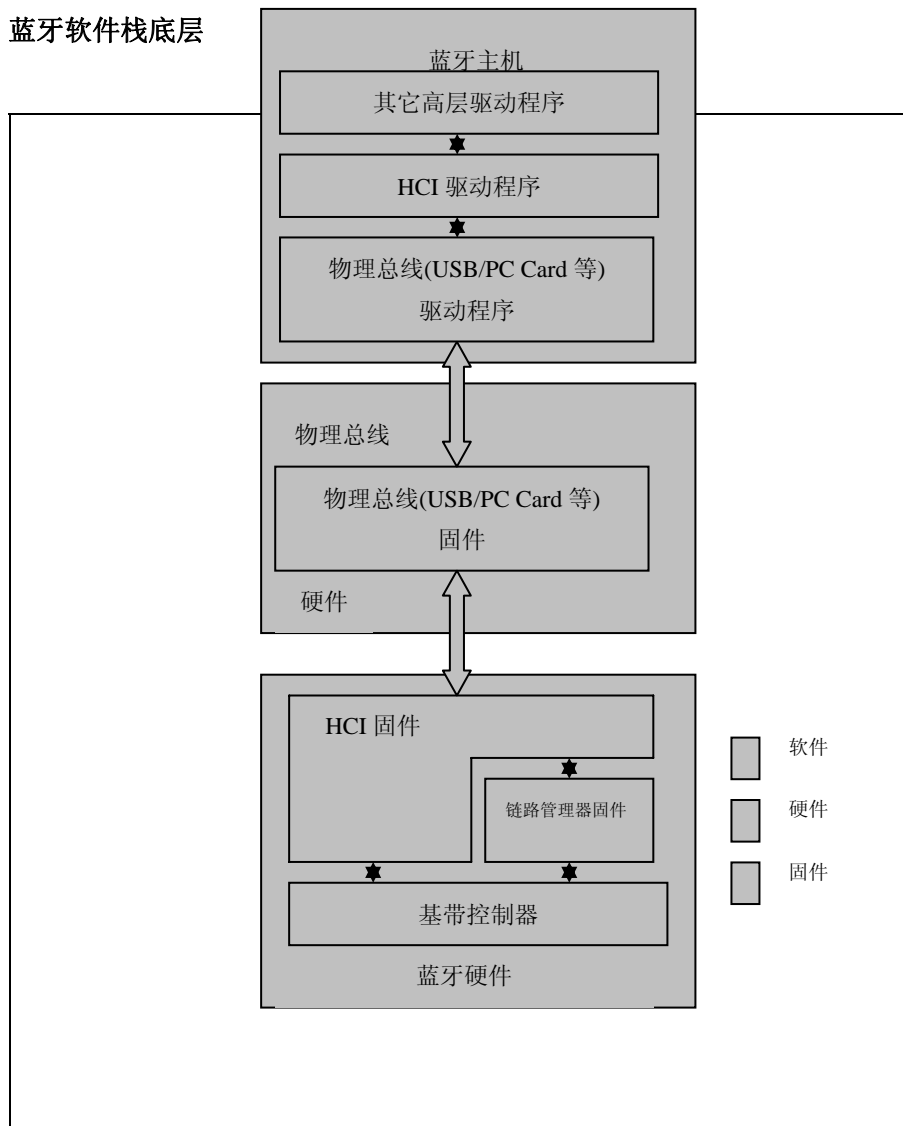 蓝牙软件栈底层
蓝牙主机
其它高层驱动程序
HCI 驱动程序
物理总线(USB/PC Card 等)
驱动程序
物理总线
物理总线(USB/PC Card 等)
固件
硬件
HCI 固件
链路管理器固件
基带控制器
蓝牙硬件
软件
硬件
固件